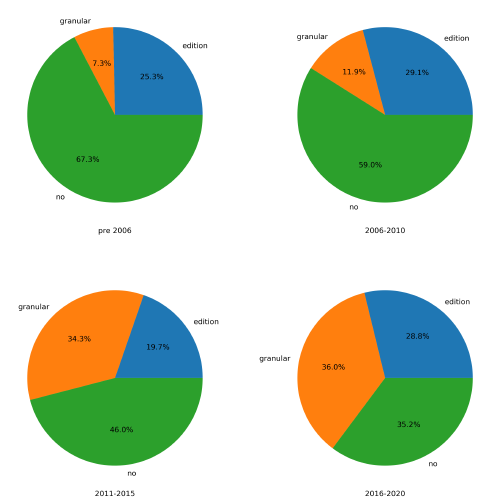 granular
edition
7.3%
25.3%
67.3%
no
pre 2006
granular
edition
11.9%
29.1%
59.0%
no
2006-2010
granular
edition
34.3%
19.7%
46.0%
no
2011-2015
edition
granular
28.8%
36.0%
35.2%
no
2016-2020